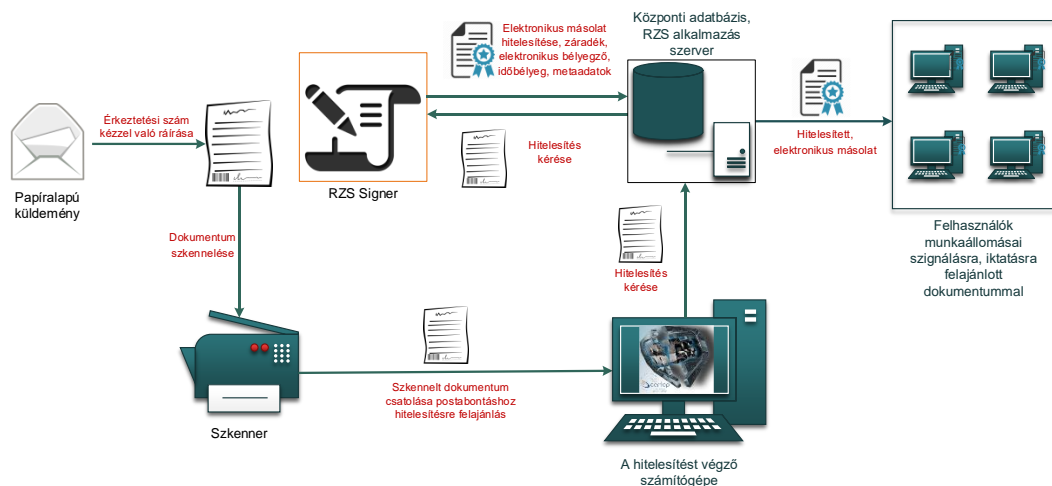 Központi adatbázis,
RZS alkalmazás
szerver
Elektronikus másolat
hitelesítése, záradék,
elektronikus bélyegző,
időbélyeg, metaadatok
Érkeztetési szám
kézzel való ráírása
Hitelesítés
kérése
Hitelesített,
elektronikus másolat
Papíralapú
küldemény
RZS Signer
Felhasználók
munkaállomásai
szignálásra, iktatásra
felajánlott
dokumentummal
Dokumentum
szkennelése
Hitelesítés
kérése
Szkennelt dokumentum
csatolása postabontáshoz
hitelesítésre felajánlás
Szkenner
A hitelesítést végző
számítógépe